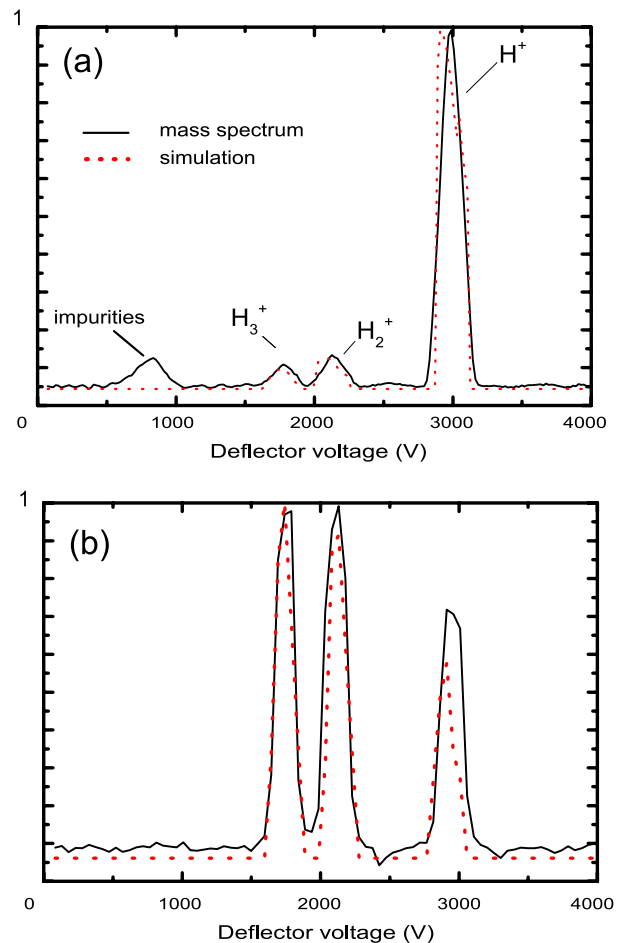 1
(a)
H+
mass spectrum
simulation
impurities
H3+
H2+
0 1000 2000 3000 4000
Deflector voltage (V)
1
(b)
0 1000 2000 3000 4000
Deflector voltage (V)